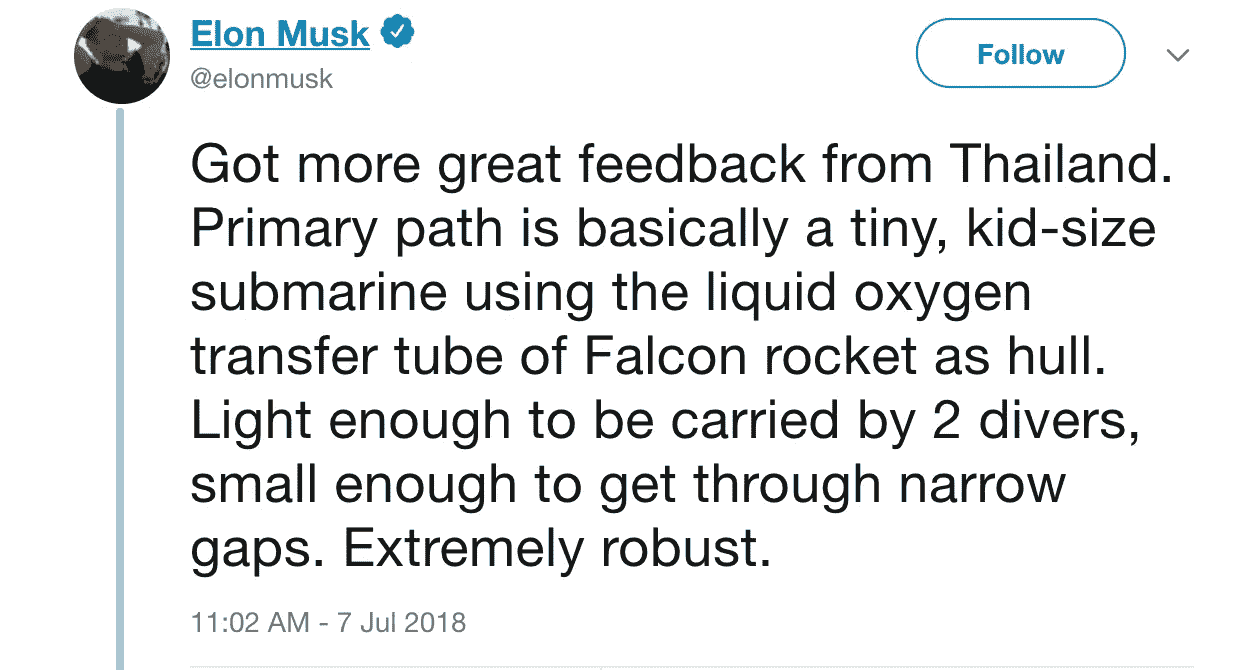 Elon Musk
Follow
@elonmusk
Got more great feedback from Thailand.
Primary path is basically a tiny, kid-size
submarine using the liquid oxygen
transfer tube of Falcon rocket as hull.
Light enough to be carried by 2 divers,
small enough to get through narrow
gaps. Extremely robust.
11:02 AM - 7 Jul 2018